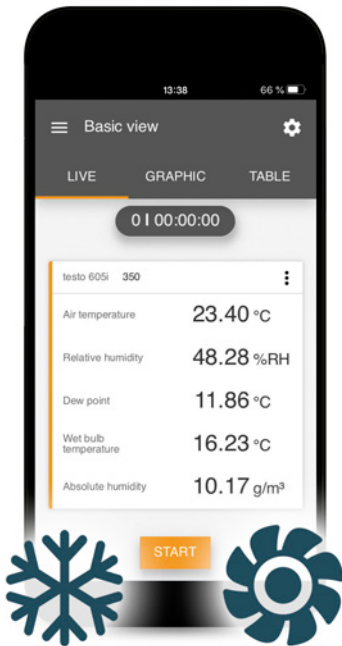 13:38 66 %
Basic view
LIVE GRAPHIC TABLE
0 I 00:00:00
testo 605i 350
Air temperature 23.40 °C
Relative humidity 48.28 %RH
Dew point 11.86 °C
Wet bulb
temperature 16.23 °C
Absolute humidity 10.17 g/m³
START